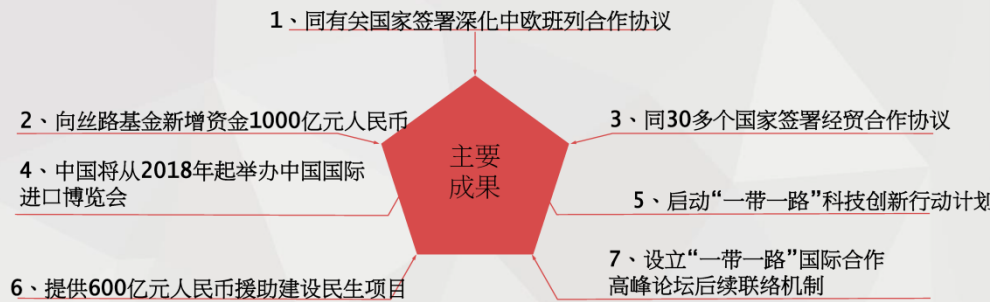 1、同有关国家签署深化中欧班列合作协议
2、向丝路基金新增资金1000亿元人民币
3、同30多个国家签署经贸合作协议
主要
成果
4、中国将从2018年起举办中国国际
进口博览会
5、启动“一带一路”科技创新行动计划
6、提供600亿元人民币援助建设民生项目
7、设立“一带一路”国际合作
高峰论坛后续联络机制